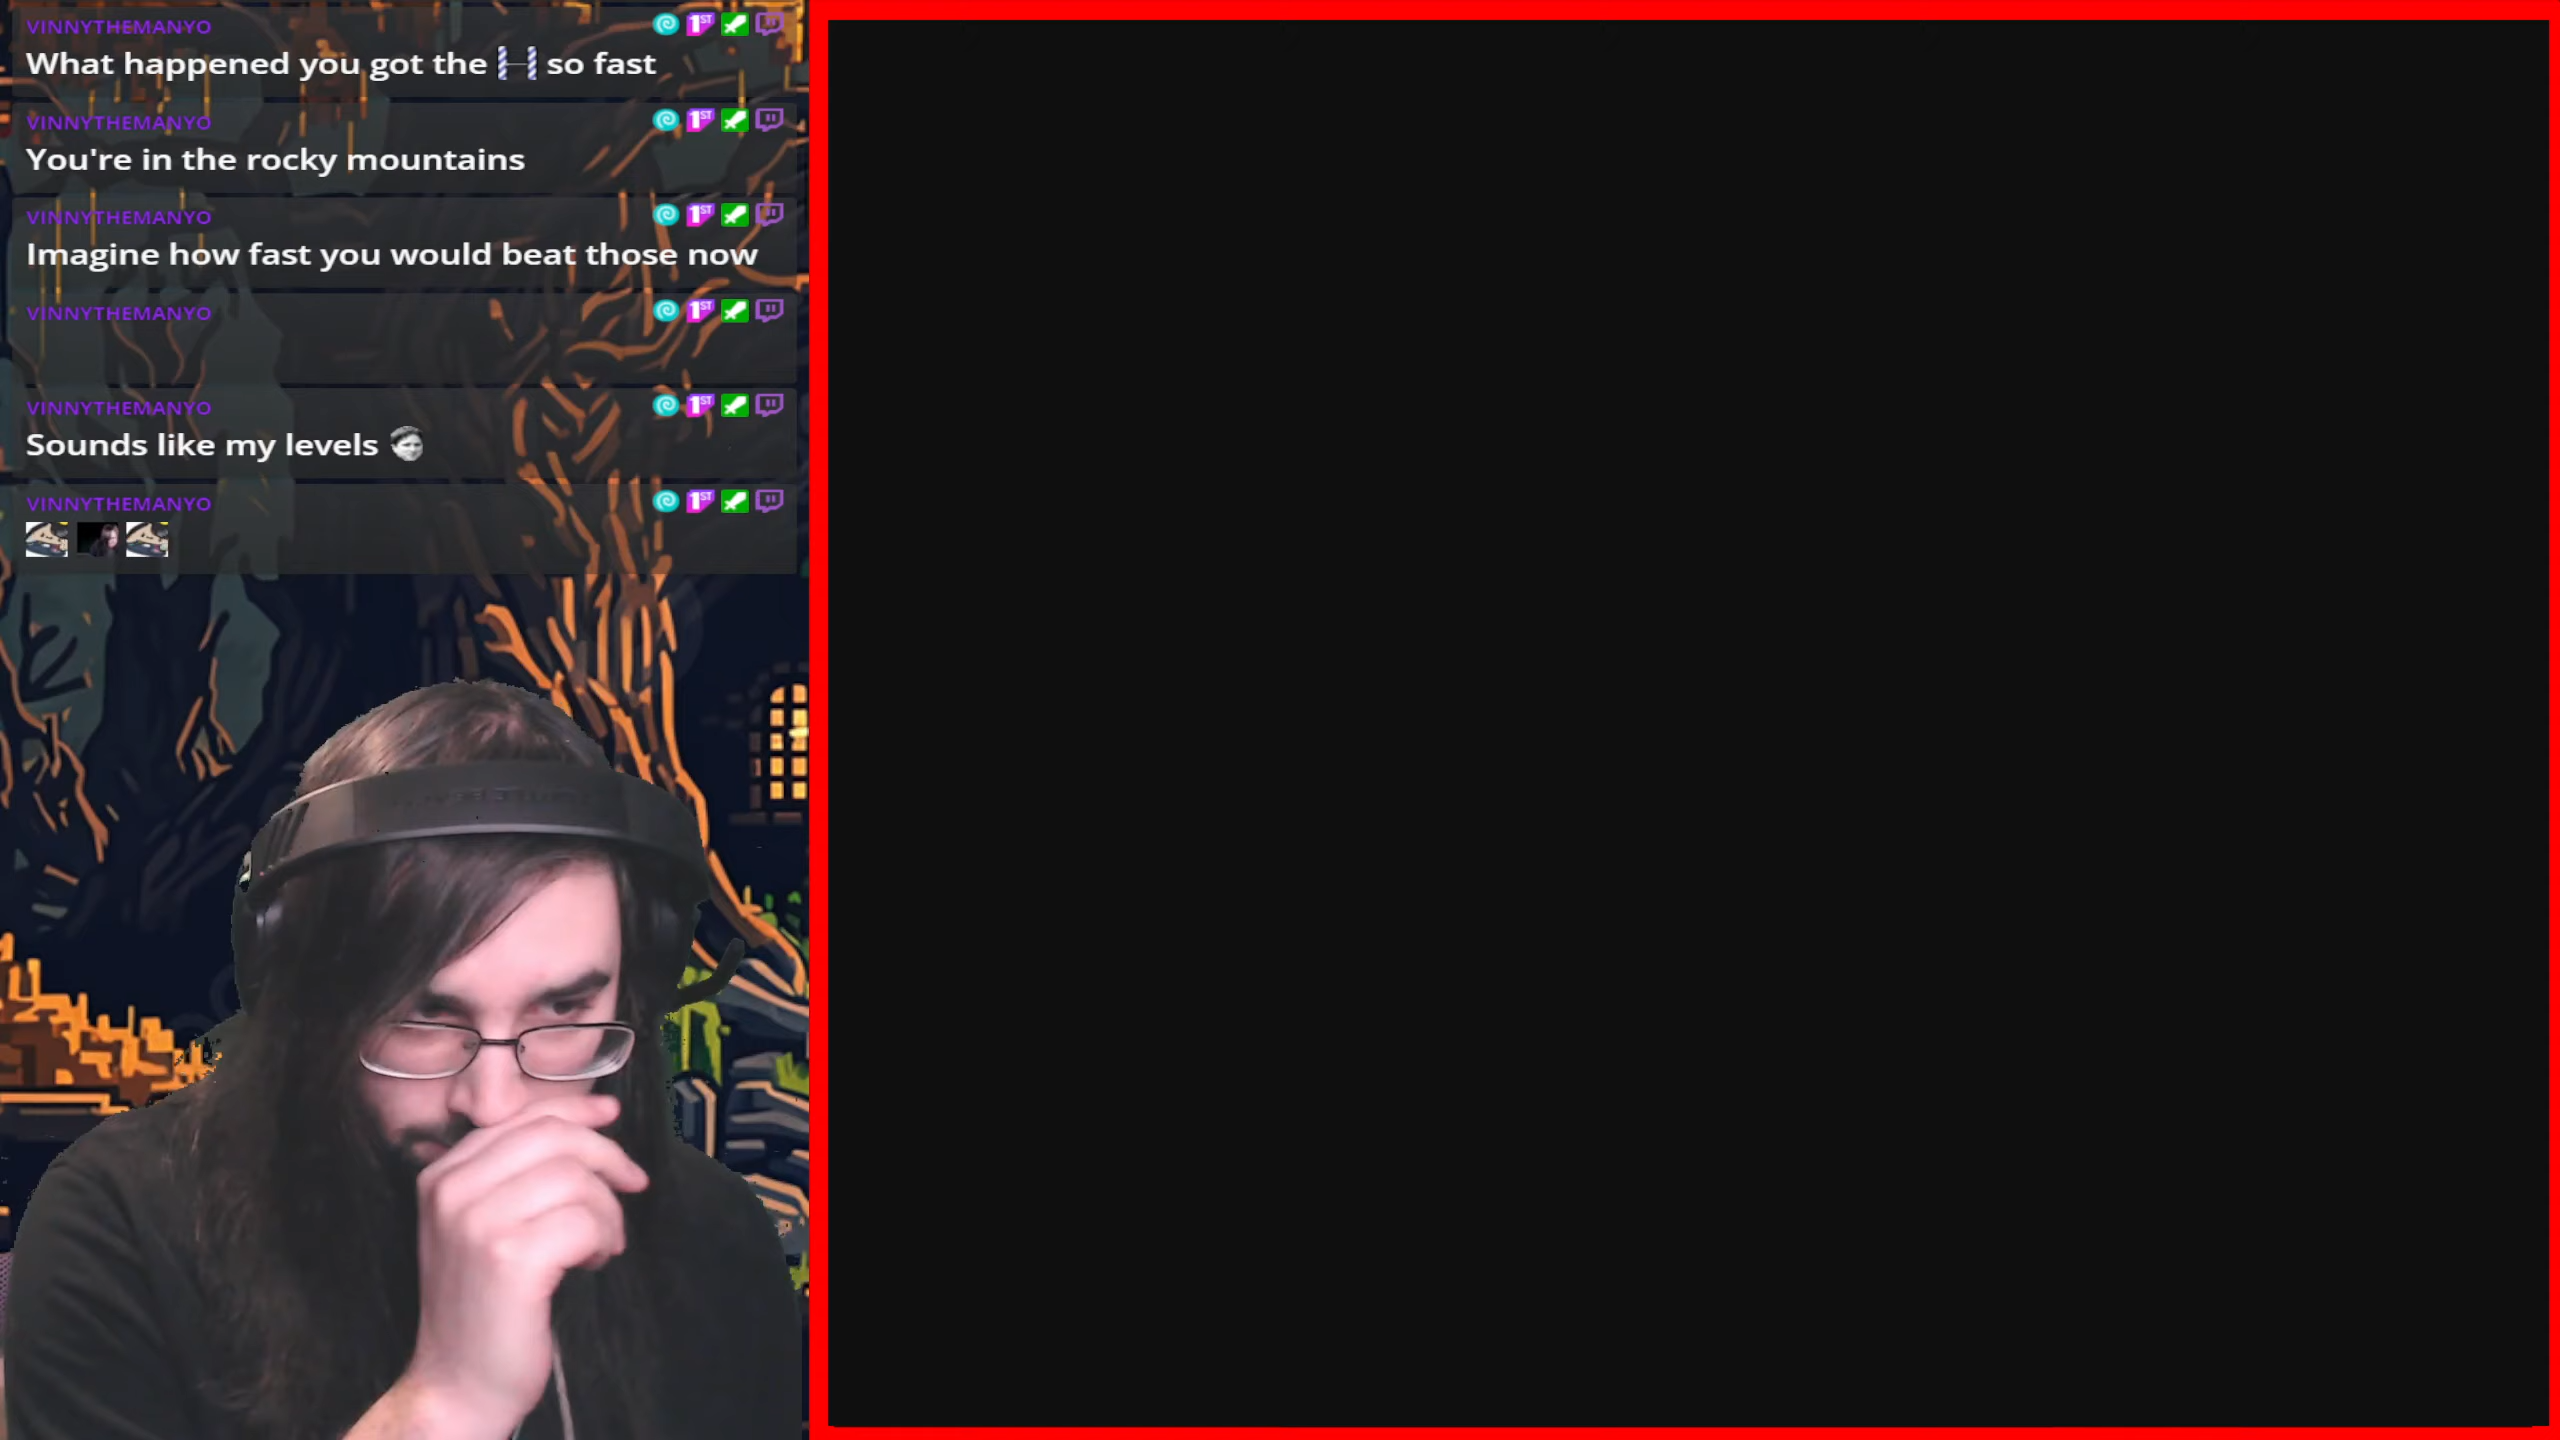 VINNYTHEMANYO
What happened you got the so fast
VINNYTHEMANYO
You're in the rocky mountains
VINNYTHEMANYO
Imagine how fast you would beat those now
VINNYTHEMANYO
VINNYTHEMANYO
Sounds like my levels
VINNYTHEMANYO